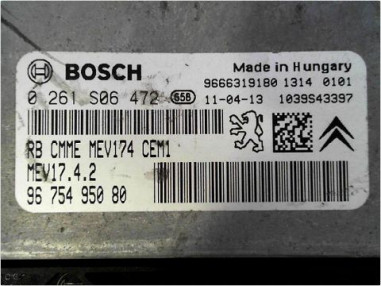 BOSCH
Made in Hungary
9666319180 1314 0101
0 261 S06 472 658 11-04-13 1039S43397
RB CMME MEV174 CEM1
MEV17.4.2
96 754 950 80